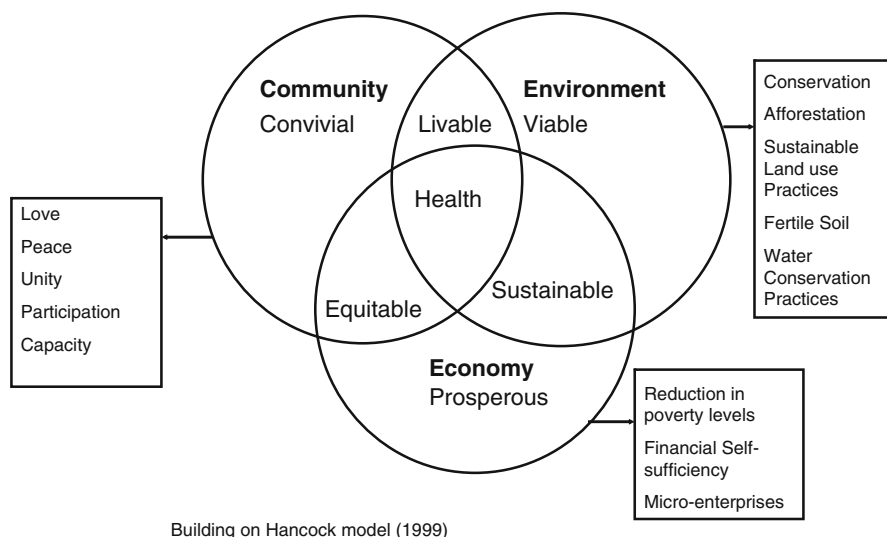 Community
Convivial
Livable
Environment
Viable
Health
Equitable
Sustainable
Economy
Prosperous
Love
Peace
Unity
Participation
Capacity
Conservation
Afforestation
Sustainable
Land use
Practices
Fertile Soil
Water
Conservation
Practices
Reduction in
poverty levels
Financial Self-
sufficiency
Micro-enterprises
Building on Hancock model (1999)